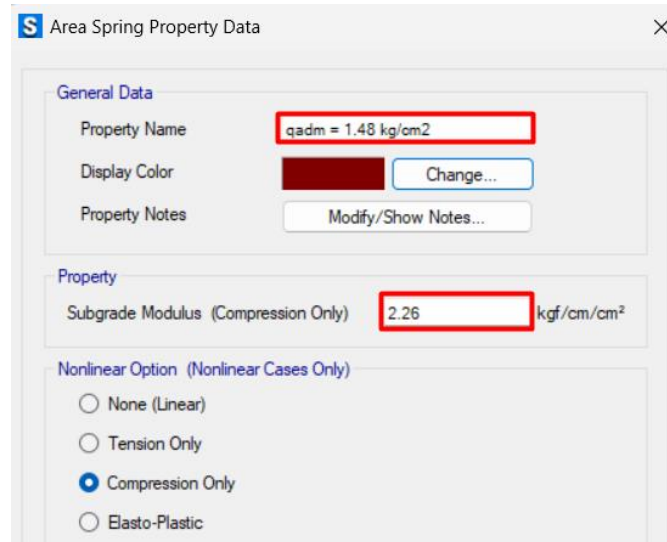 S Area Spring Property Data
General Data
Property Name qadm = 1.48 kg/cm2
Display Color Change...
Property Notes Modify/Show Notes...
Property
Subgrade Modulus (Compression Only) 2.26 kgf/cm/cm²
Nonlinear Option (Nonlinear Cases Only)
None (Linear)
Tension Only
Compression Only
Elasto-Plastic